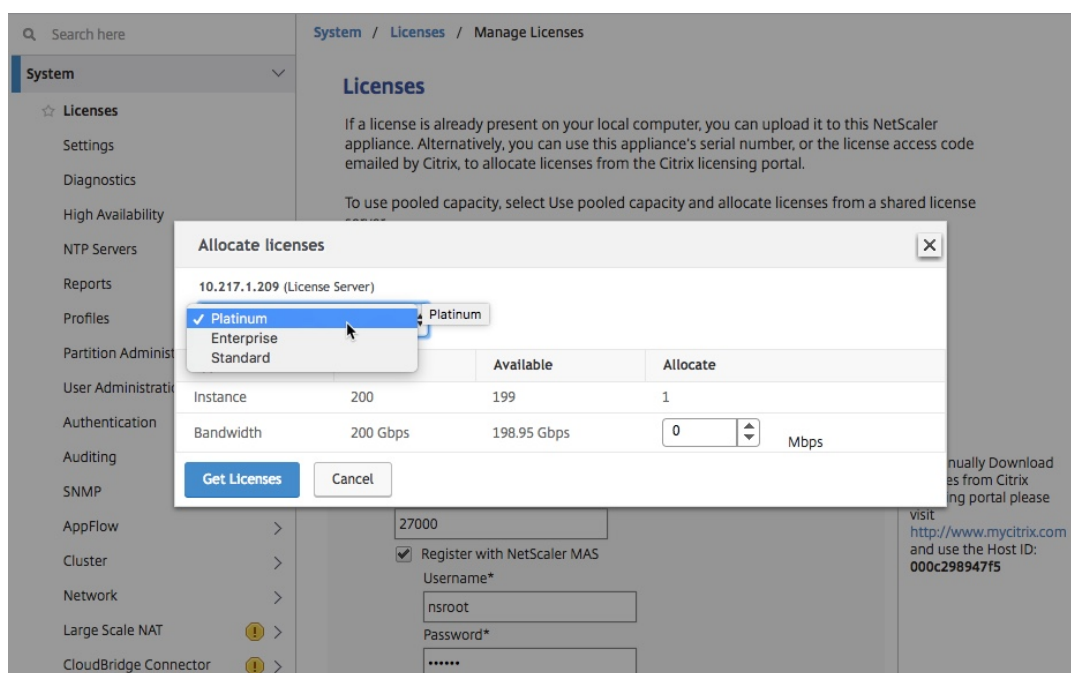 Search here
System / Licenses / Manage Licenses
System
Licenses
Licenses
If a license is already present on your local computer, you can upload it to this NetScaler
Settings
appliance. Alternatively, you can use this appliance's serial number, or the license access code
emailed by Citrix, to allocate licenses from the Citrix licensing portal.
Diagnostics
To use pooled capacity, select Use pooled capacity and allocate licenses from a shared license
High Availability
Allocate licenses
NTP Servers
Reports
10.217.1.209 (License Server)
Profiles
Platinum
Platinum
Enterprise
Standard
Partition Administ
Available
Allocate
User Administratio
Instance 200 199 1
Authentication
Bandwidth 200 Gbps 198.95 Gbps 0 Mbps
Auditing
Get Licenses
Cancel
SNMP
nually Download
es from Citrix
ing portal please
visit
http://www.mycitrix.com
and use the Host ID:
000c298947f5
AppFlow
27000
Register with NetScaler MAS
Cluster
Username*
Network
nsroot
Large Scale NAT
Password*
CloudBridge Connector
••••••